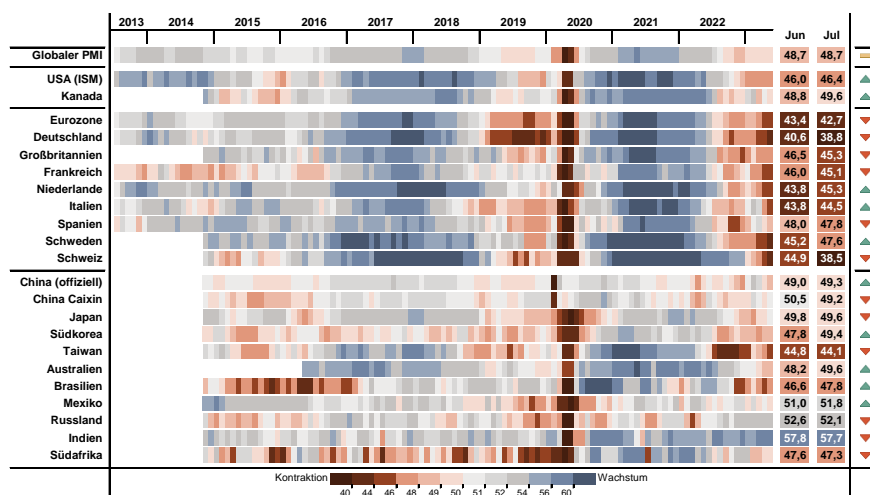 2013 2014 2015 2016 2017 2018 2019 2020 2021 2022
Jun Jul
Globaler PMI 48,7 48,7
USA (ISM) 46,0 46,4
Kanada 48,8 49,6
Eurozone 43,4 42,7
Deutschland 40,6 38,8
Großbritannien 46,5 45,3
Frankreich 46,0 45,1
Niederlande 43,8 45,3
Italien 43,8 44,5
Spanien 48,0 47,8
Schweden 45,2 47,6
Schweiz 44,9 38,5
China (offiziell) 49,0 49,3
China Caixin 50,5 49,2
Japan 49,8 49,6
Südkorea 47,8 49,4
Taiwan 44,8 44,1
Australien 48,2 49,6
Brasilien 46,6 47,8
Mexiko 51,0 51,8
Russland 52,6 52,1
Indien 57,8 57,7
Südafrika 47,6 47,3
Kontraktion Wachstum
40 44 46 48 49 50 51 52 54 56 60